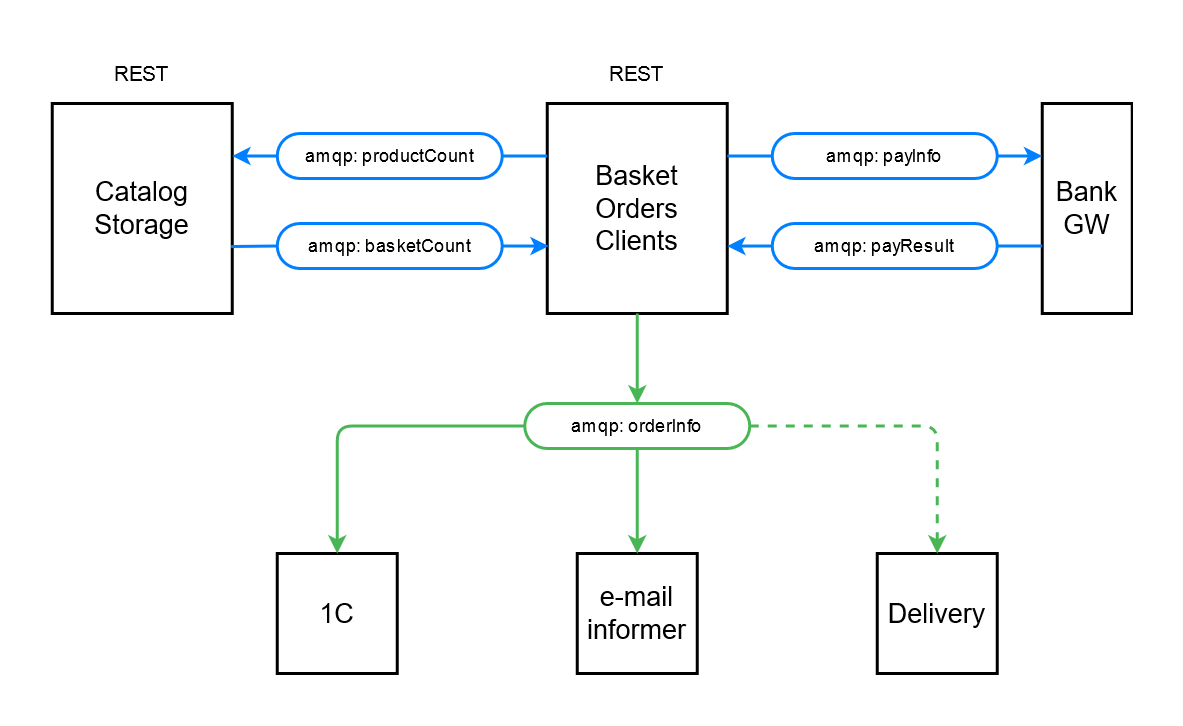 REST
REST
amqp: productCount
amqp: payInfo
Catalog
Storage
Basket
Orders
Clients
Bank
GW
amqp: basketCount
amqp: payResult
amqp: orderInfo
1C
e-mail
informer
Delivery